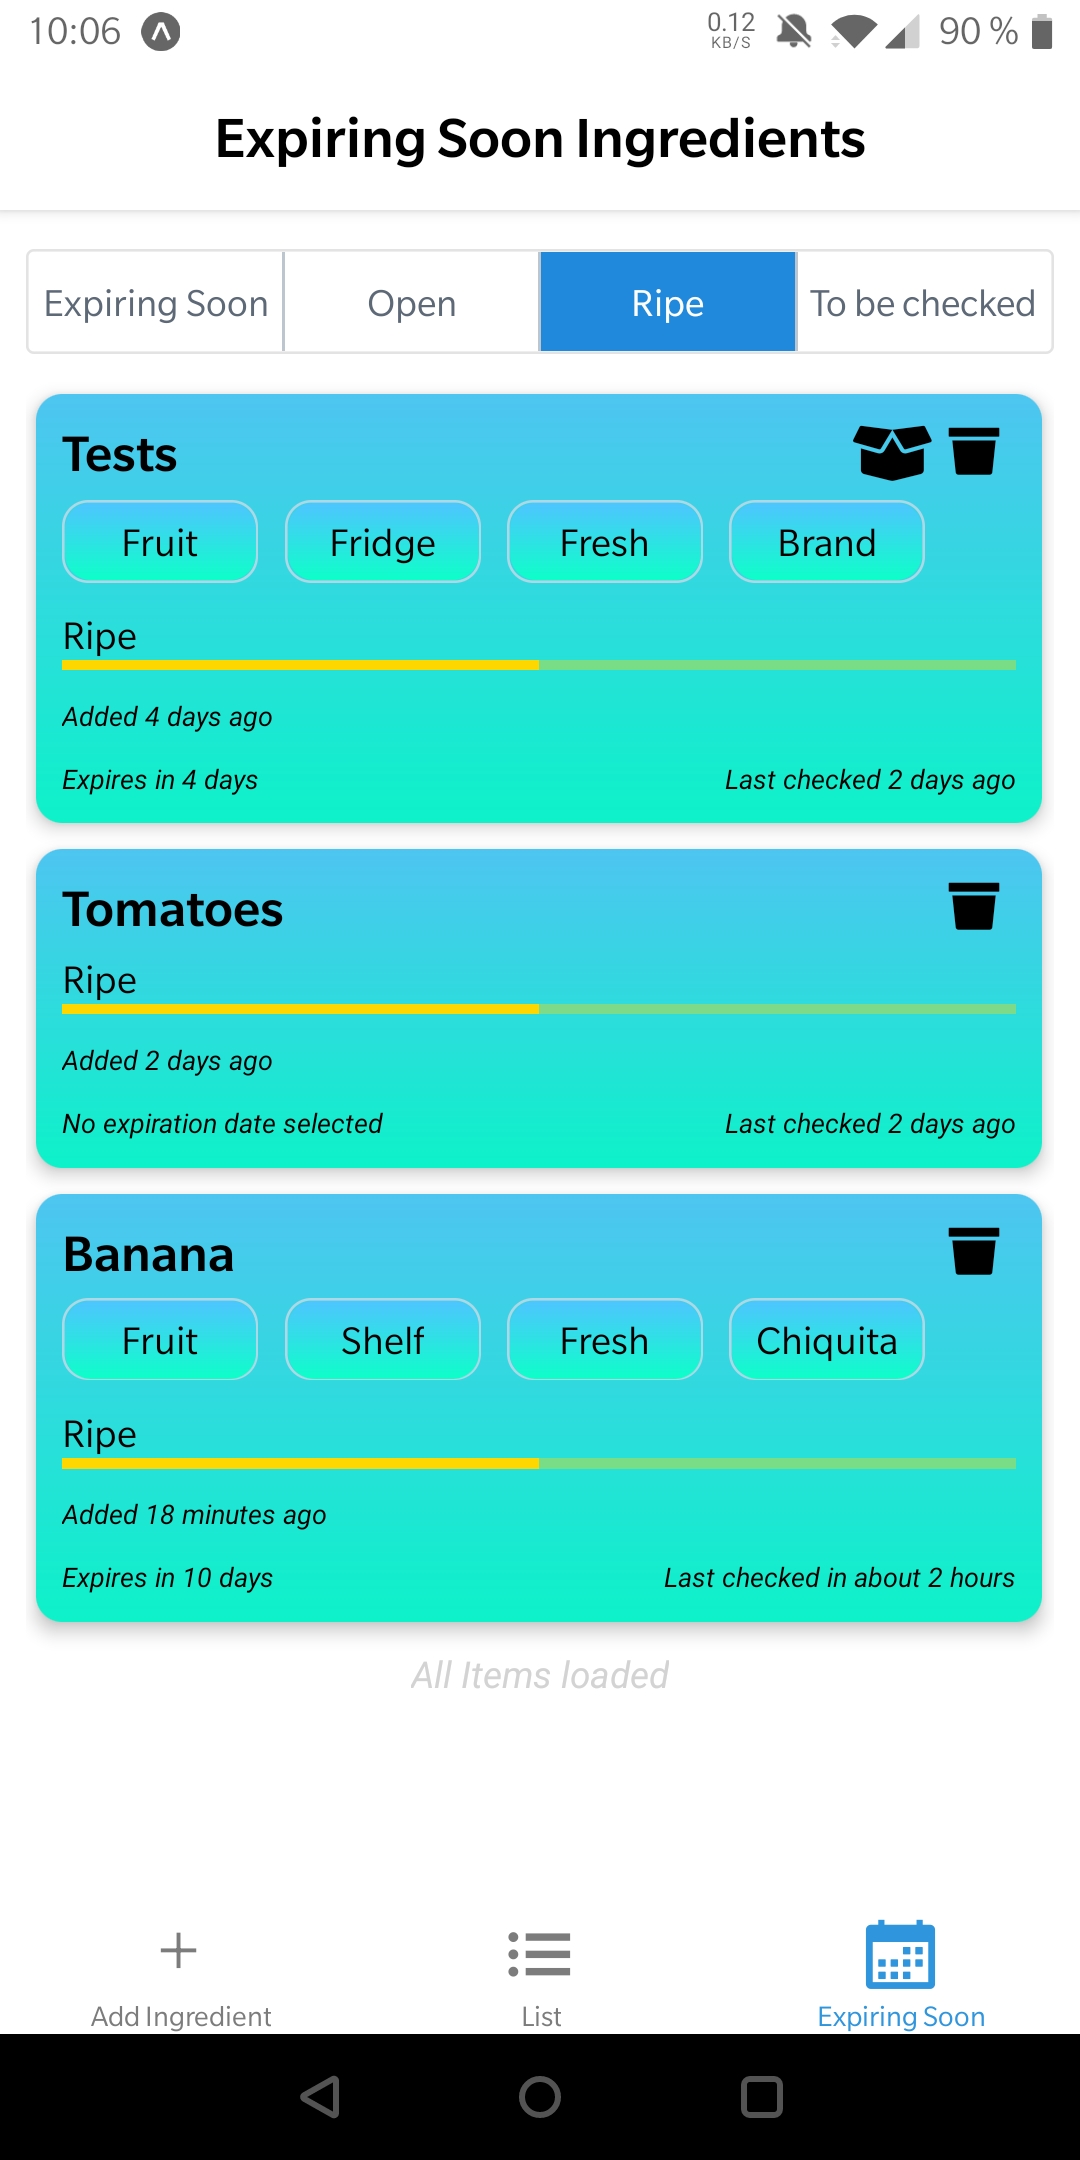 10:06 0.12 KB/S 90 %
Expiring Soon Ingredients
Expiring Soon Open Ripe To be checked
Tests
Fruit Fridge Fresh Brand
Ripe
Added 4 days ago
Expires in 4 days Last checked 2 days ago
Tomatoes
Ripe
Added 2 days ago
No expiration date selected Last checked 2 days ago
Banana
Fruit Shelf Fresh Chiquita
Ripe
Added 18 minutes ago
Expires in 10 days Last checked in about 2 hours
All Items loaded
Add Ingredient List Expiring Soon